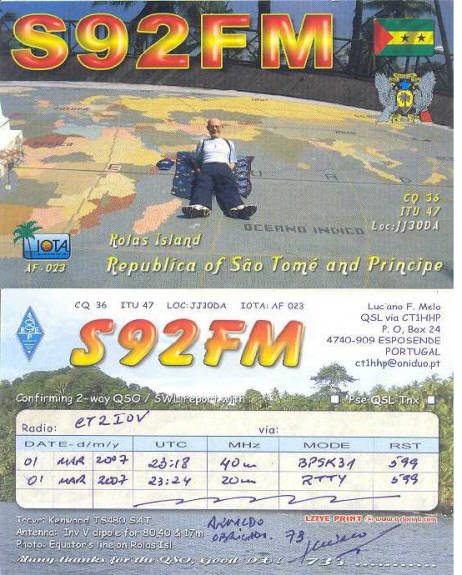 S92FM
CQ 36
ITU 47
Loc:JJ30DA
OCEANO INDICO
IOTA
AF 023
Rolas Island
Republica of São Tomé and Principe
CQ 36 ITU 47 LOC:JJ30DA IOTA: AF 023
S92FM
Luciano F. Melo
QSL via CT1HHP
P. O, Box 24
4740-909 ESPOSENDE
PORTUGAL
ct1hhp@oniduo.pt
Confirming 2-way QSO / SWL report with:
Pse QSL Tnx
Radio: CT2IOV via:
DATE-d/m/y UTC MHz MODE RST
01 MAR 2007 23:18 40m BPSK31 599
01 MAR 2007 23:24 20m RTTY 599
Trcvr: Kenwood TS480 SAT
Antenna: Inv V dipole for 80,40 & 17m
Photo: Equator's line on Rolas Isl.
ARNALDO
OBRIGADO. 73
LZ1YE PRINT
Many thanks for the QSO, Good DX! 73's